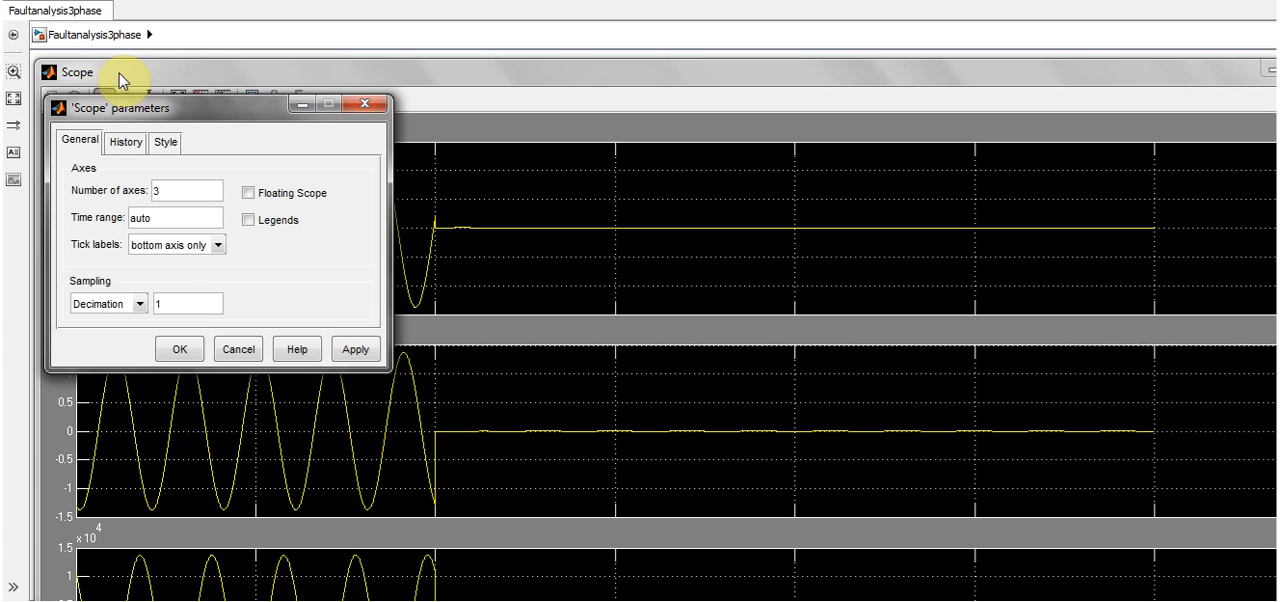 Faultanalysis3phase
Faultanalysis3phase
Scope
'Scope' parameters
General History Style
Axes
Number of axes: 3
Floating Scope
Time range: auto
Legends
Tick labels: bottom axis only
Sampling
Decimation 1
OK Cancel Help Apply
0.5
0
-0.5
-1
-1.5
x 10 4
1.5
1